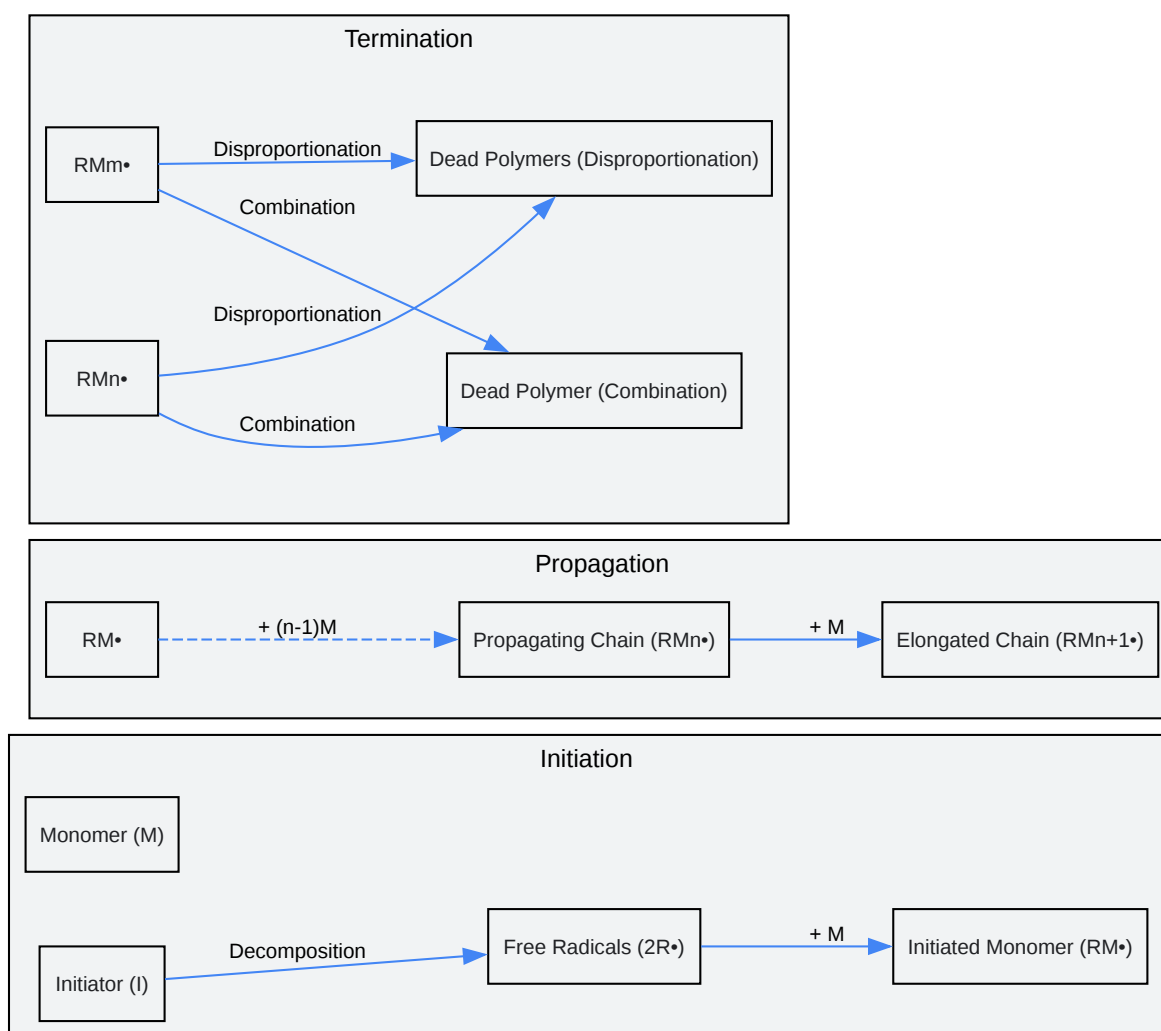 Termination
RMm•
Disproportionation
Dead Polymers (Disproportionation)
Combination
Disproportionation
RMn•
Dead Polymer (Combination)
Combination
Propagation
RM•
+ (n-1)M
Propagating Chain (RMn•)
+ M
Elongated Chain (RMn+1•)
Initiation
Monomer (M)
Initiator (I)
Decomposition
Free Radicals (2R•)
+ M
Initiated Monomer (RM•)